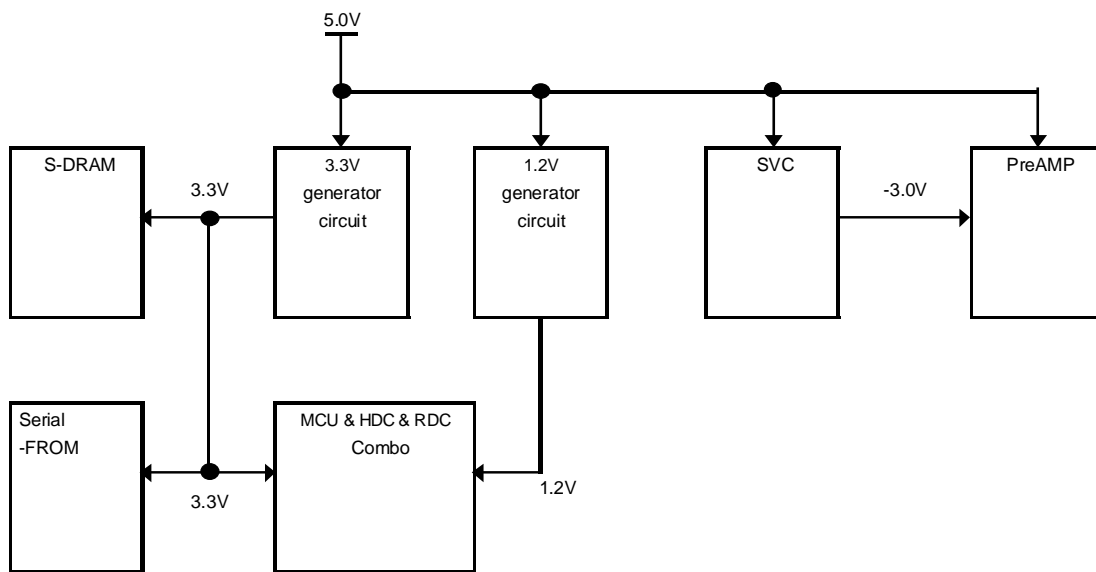 5.0V
S-DRAM
3.3V
3.3V
generator
circuit
1.2V
generator
circuit
SVC
-3.0V
PreAMP
Serial
-FROM
3.3V
MCU & HDC & RDC
Combo
1.2V